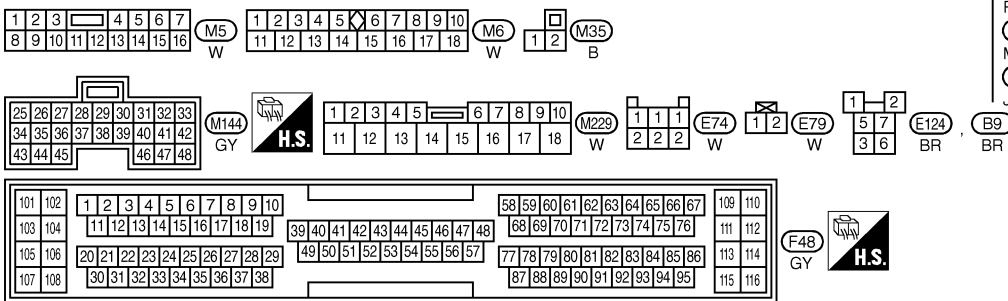 1 2 3 4 5 6 7
8 9 10 11 12 13 14 15 16
M5
W
1 2 3 4 5 6 7 8 9 10
11 12 13 14 15 16 17 18
M6
W
1 2
M35
B
25 26 27 28 29 30 31 32 33
34 35 36 37 38 39 40 41 42
43 44 45 46 47 48
M144
GY
H.S.
1 2 3 4 5 6 7 8 9 10
11 12 13 14 15 16 17 18
M229
W
1 1 1
2 2 2
E74
W
1 2
E79
W
1 2
5 7
3 6
E124 , B9
BR BR
101 102
103 104
105 106
107 108
1 2 3 4 5 6 7 8 9 10
11 12 13 14 15 16 17 18 19
20 21 22 23 24 25 26 27 28 29
30 31 32 33 34 35 36 37 38
39 40 41 42 43 44 45 46 47 48
49 50 51 52 53 54 55 56 57
58 59 60 61 62 63 64 65 66 67
68 69 70 71 72 73 74 75 76
77 78 79 80 81 82 83 84 85 86
87 88 89 90 91 92 93 94 95
109 110
111 112
113 114
115 116
F48
GY
H.S.